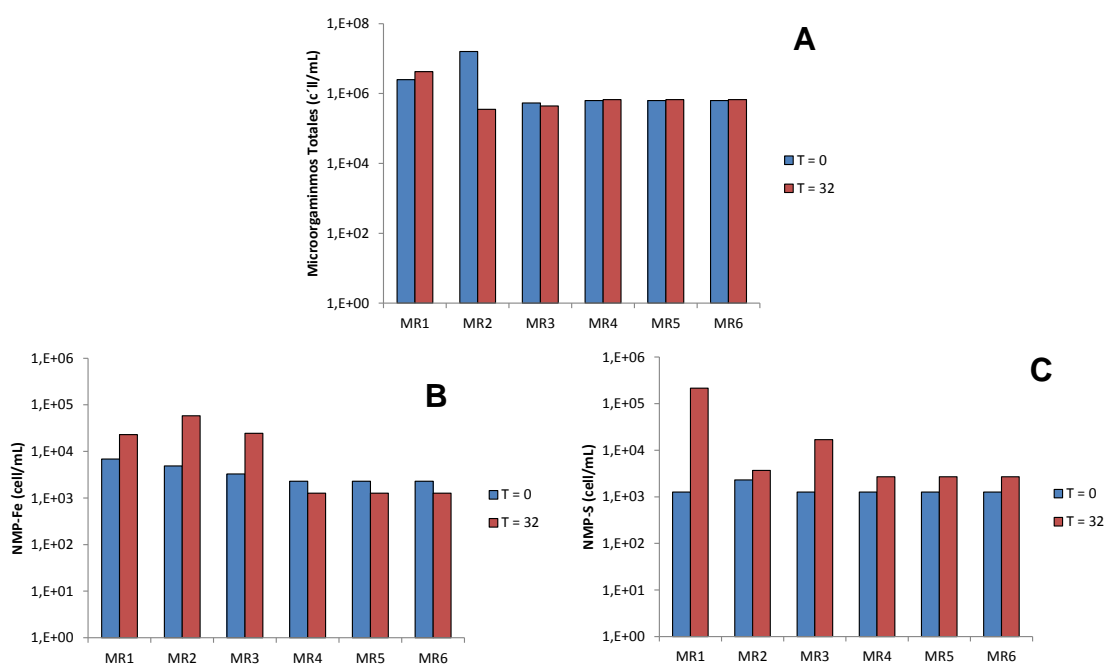 A
Microorgaminmos Totales (c´ll/mL)
1,E+08
1,E+06
1,E+04
1,E+02
1,E+00
MR1 MR2 MR3 MR4 MR5 MR6
T = 0
T = 32
B
NMP-Fe (cell/mL)
1,E+06
1,E+05
1,E+04
1,E+03
1,E+02
1,E+01
1,E+00
MR1 MR2 MR3 MR4 MR5 MR6
T = 0
T = 32
C
NMP-S (cell/mL)
1,E+06
1,E+05
1,E+04
1,E+03
1,E+02
1,E+01
1,E+00
MR1 MR2 MR3 MR4 MR5 MR6
T = 0
T = 32